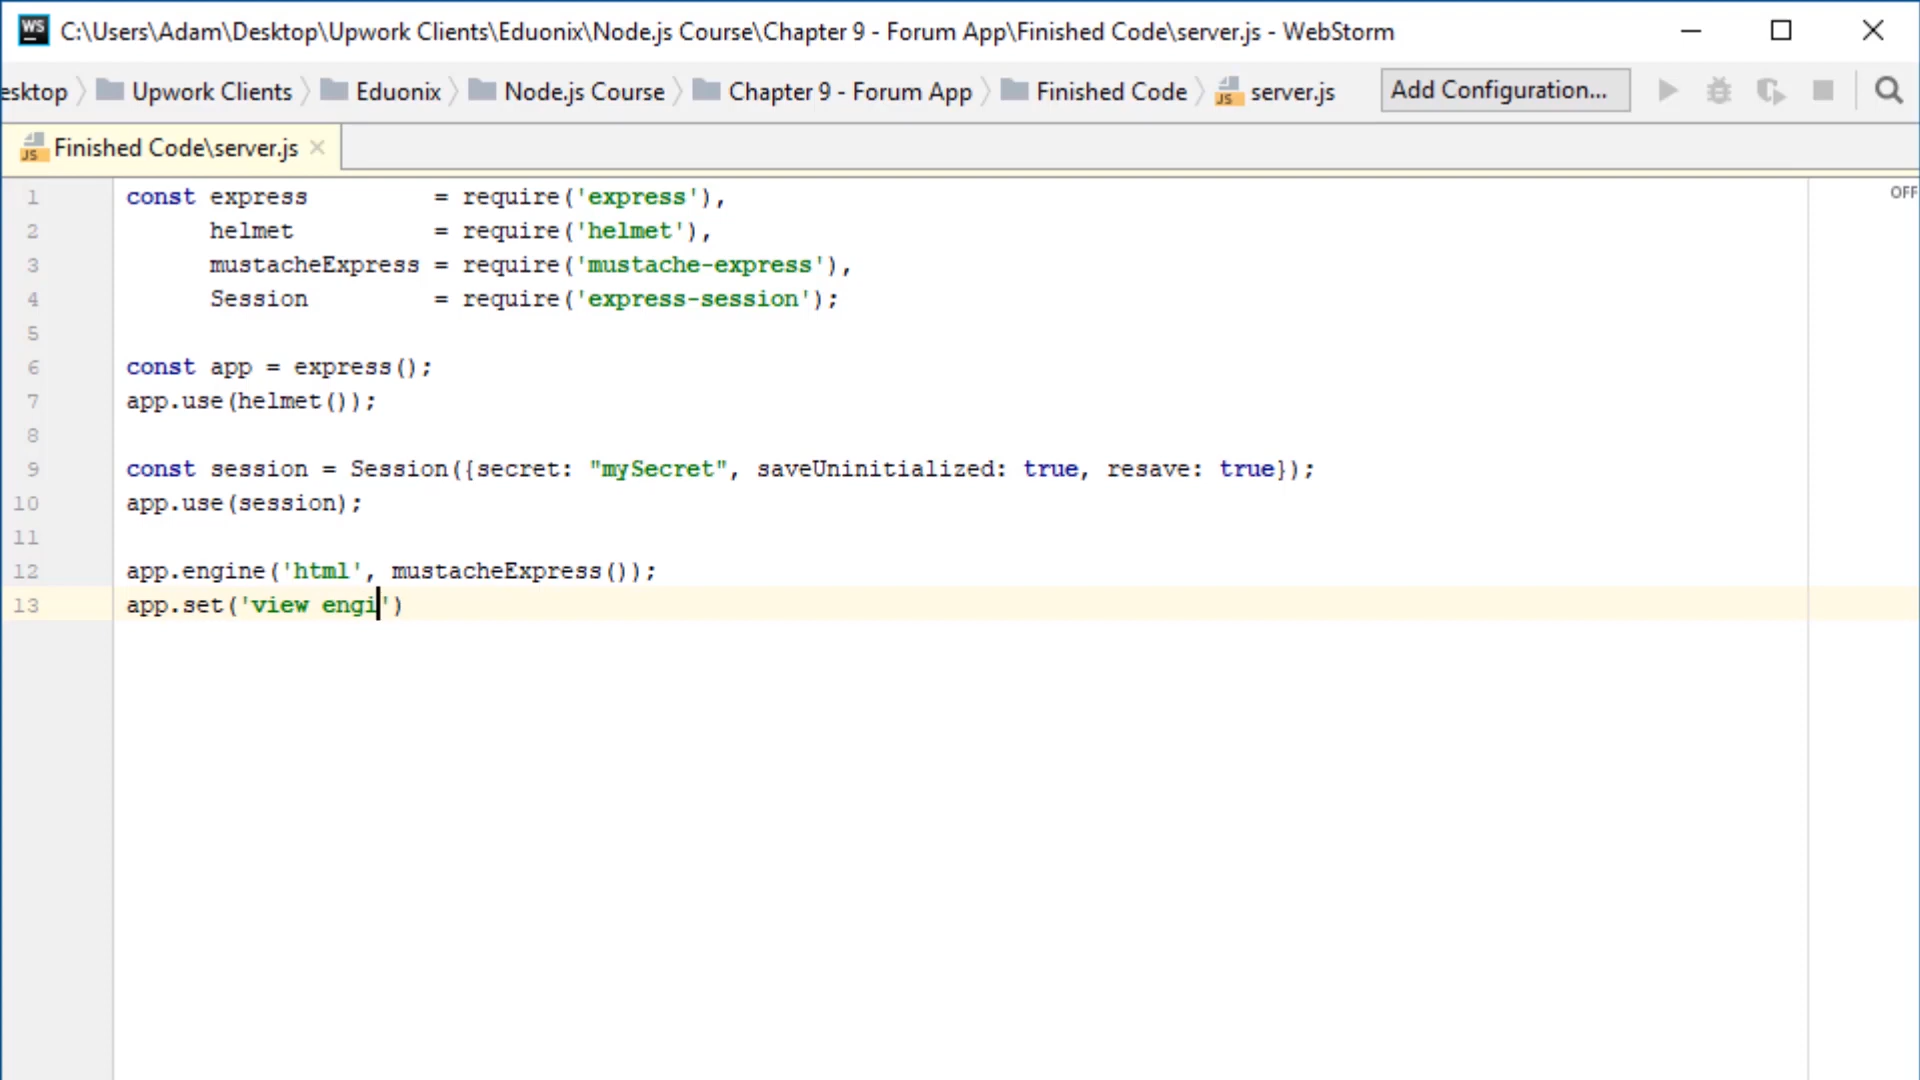 WS C:\Users\Adam\Desktop\Upwork Clients\Eduonix\Node.js Course\Chapter 9 - Forum App\Finished Code\server.js - WebStorm
esktop Upwork Clients Eduonix Node.js Course Chapter 9 - Forum App Finished Code JS server.js Add Configuration...
JS Finished Code\server.js
OFF
1 const express         = require('express'),
2       helmet          = require('helmet'),
3       mustacheExpress = require('mustache-express'),
4       Session         = require('express-session');
5
6 const app = express();
7 app.use(helmet());
8
9 const session = Session({secret: "mySecret", saveUninitialized: true, resave: true});
10 app.use(session);
11
12 app.engine('html', mustacheExpress());
13 app.set('view engi')